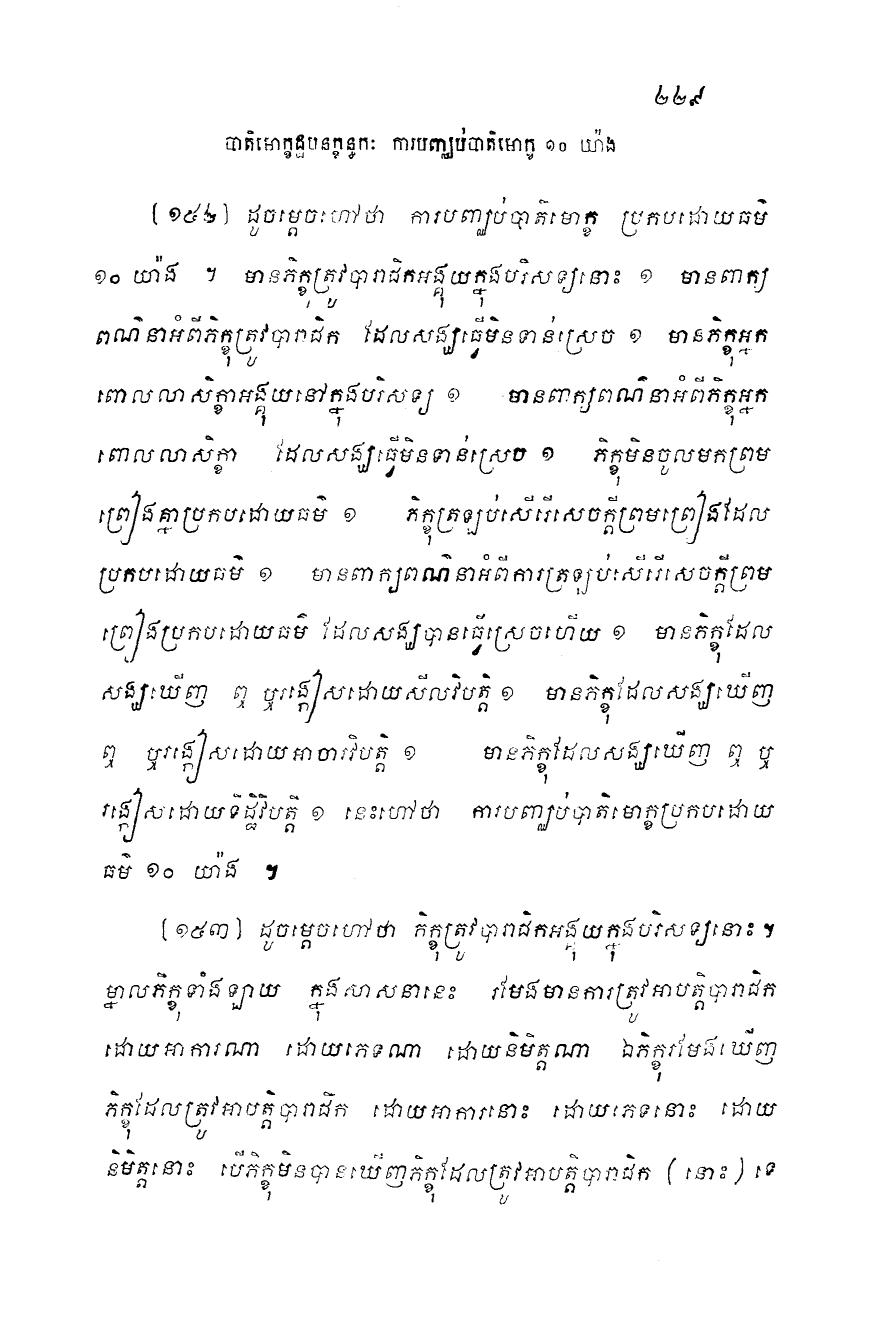 ២២៩
បាតិមោក្ខដ្ឋបនក្ខន្ធកៈ ការបញ្ឈប់បាតិមោក្ខ ១០ យ៉ាង
(១៥២) ដូចម្តេចហៅថា ការបញ្ឈប់បាតិមោក្ខ ប្រកបដោយធម៌
១០ យ៉ាង ។ មានភិក្ខុត្រូវបារាជិកអង្គុយក្នុងបរិសទ្យនោះ ១ មានពាក្យ
ពណ៌នាអំពីភិក្ខុត្រូវបារាជិក ដែលសង្ឃធ្វើមិនទាន់ស្រេច ១ មានភិក្ខុអ្នក
ពោលលាសិក្ខាអង្គុយនៅក្នុងបរិសទ្យ ១ មានពាក្យពណ៌នាអំពីភិក្ខុអ្នក
ពោលលាសិក្ខា ដែលសង្ឃធ្វើមិនទាន់ស្រេច ១ ភិក្ខុមិនចូលមកព្រម
ព្រៀងគ្នាប្រកបដោយធម៌ ១ ភិក្ខុត្រឡប់សើរើសេចក្តីព្រមព្រៀងដែល
ប្រកបដោយធម៌ ១ មានពាក្យពណ៌នាអំពីការត្រឡប់សើរើសេចក្តីព្រម
ព្រៀងប្រកបដោយធម៌ ដែលសង្ឃបានធ្វើស្រេចហើយ ១ មានភិក្ខុដែល
សង្ឃឃើញ ឮ ឬរង្កៀសដោយសីលវិបត្តិ ១ មានភិក្ខុដែលសង្ឃឃើញ
ឮ ឬរង្កៀសដោយអាចារវិបត្តិ ១ មានភិក្ខុដែលសង្ឃឃើញ ឮ ឬ
រង្កៀសដោយទិដ្ឋិវិបត្តិ ១ នេះហៅថា ការបញ្ឈប់បាតិមោក្ខប្រកបដោយ
ធម៌ ១០ យ៉ាង ។
(១៥៣) ដូចម្តេចហៅថា ភិក្ខុត្រូវបារាជិកអង្គុយក្នុងបរិសទ្យនោះ ។
ម្នាលភិក្ខុទាំងឡាយ ក្នុងសាសនានេះ រមែងមានការត្រូវអាបត្តិបារាជិក
ដោយអាការណា ដោយភេទណា ដោយនិមិត្តណា ឯភិក្ខុរមែងឃើញ
ភិក្ខុដែលត្រូវអាបត្តិបារាជិក ដោយអាការនោះ ដោយភេទនោះ ដោយ
និមិត្តនោះ បើភិក្ខុមិនបានឃើញភិក្ខុដែលត្រូវអាបត្តិបារាជិក (នោះ) ទេ